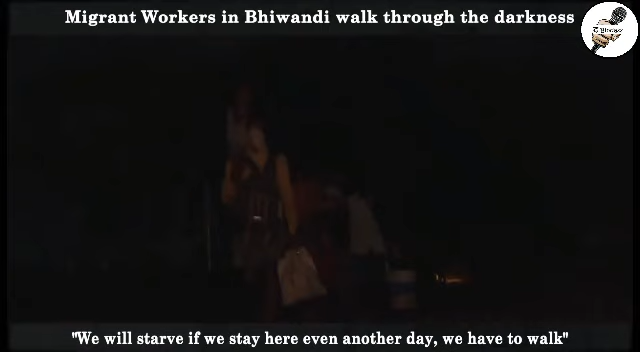 Migrant Workers in Bhiwandi walk through the darkness
"We will starve if we stay here even another day, we have to walk"